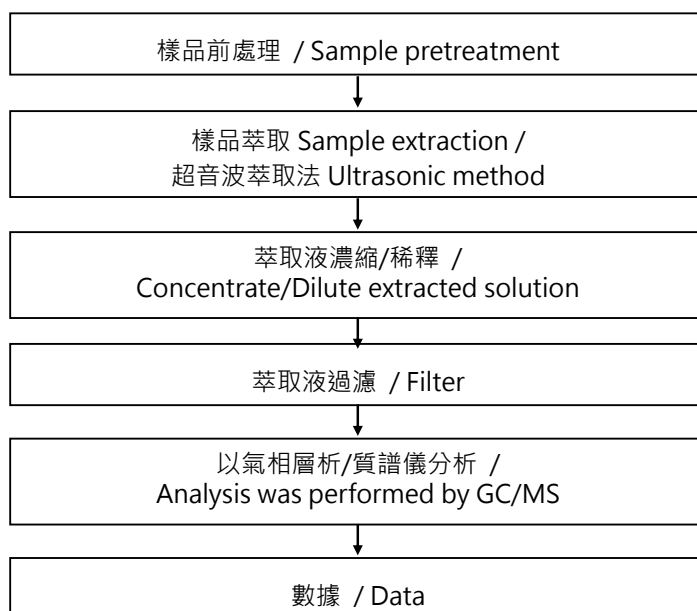 樣品前處理 / Sample pretreatment
樣品萃取 Sample extraction /
超音波萃取法 Ultrasonic method
萃取液濃縮/稀釋 /
Concentrate/Dilute extracted solution
萃取液過濾 / Filter
以氣相層析/質譜儀分析 /
Analysis was performed by GC/MS
數據 / Data